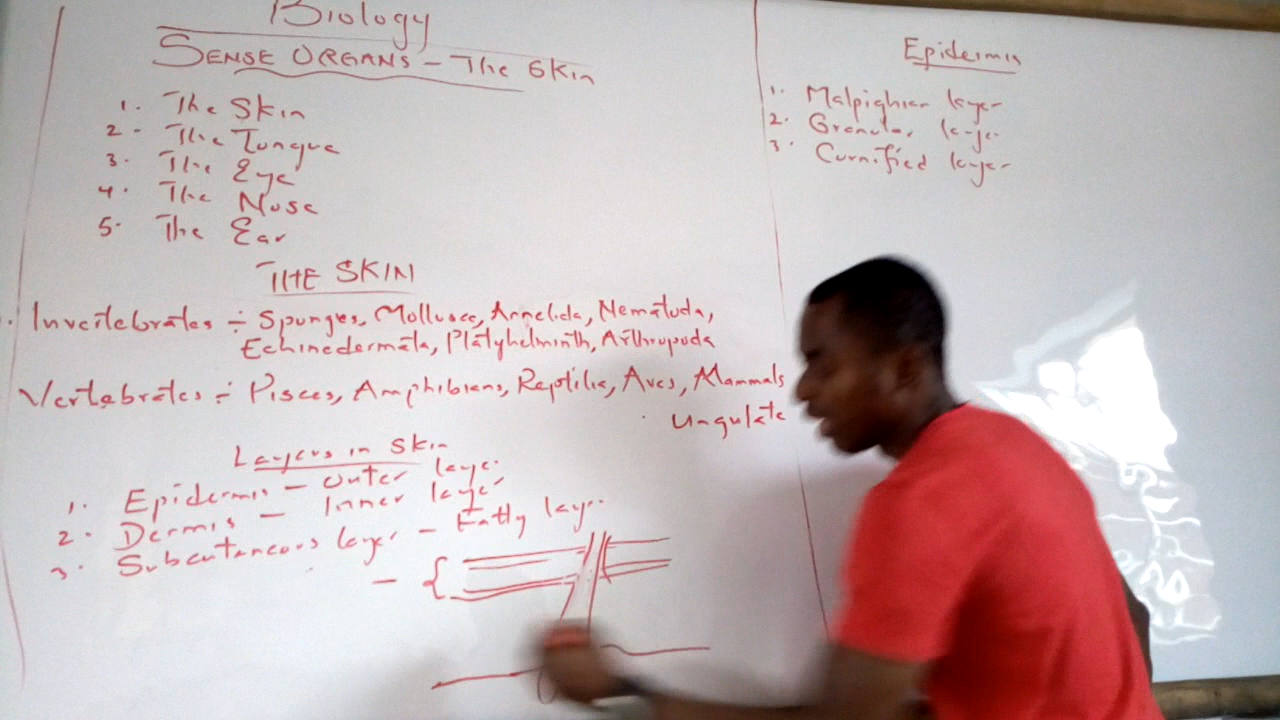 Biology
SENSE ORGANS - The Skin
1. The Skin
2. The Tongue
3. The Eye
4. The Nose
5. The Ear
THE SKIN
Invertebrates ÷ Sponges, Mollusca, Annelida, Nematoda,
Echinodermata, Platyhelminth, Arthropoda
Vertebrates ÷ Pisces, Amphibians, Reptilia, Aves, Mammals
Ungulate
Layers in Skin
1. Epidermis - outer layer
2. Dermis - Inner layer
3. Subcutaneous layer - Fatty layer
Epidermis
1. Malpighian layer
2. Granular layer
3. Cornified layer